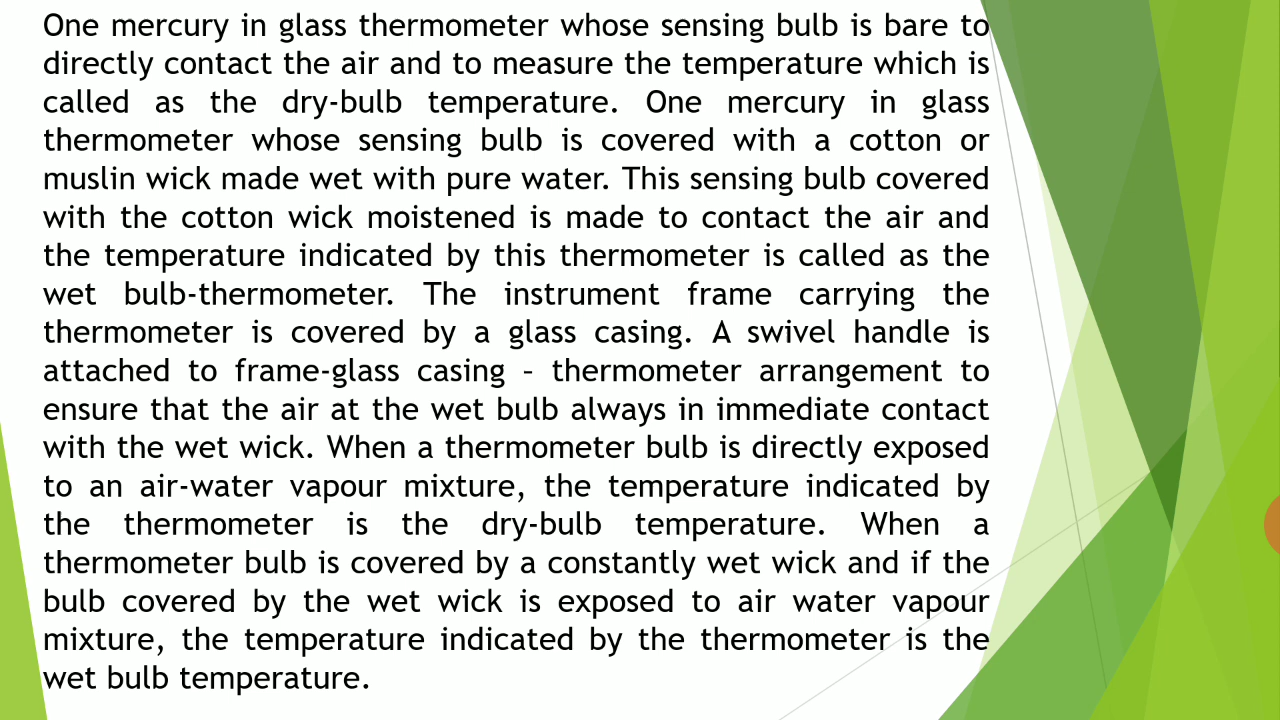 One mercury in glass thermometer whose sensing bulb is bare to
directly contact the air and to measure the temperature which is
called as the dry-bulb temperature. One mercury in glass
thermometer whose sensing bulb is covered with a cotton or
muslin wick made wet with pure water. This sensing bulb covered
with the cotton wick moistened is made to contact the air and
the temperature indicated by this thermometer is called as the
wet bulb-thermometer. The instrument frame carrying the
thermometer is covered by a glass casing. A swivel handle is
attached to frame-glass casing – thermometer arrangement to
ensure that the air at the wet bulb always in immediate contact
with the wet wick. When a thermometer bulb is directly exposed
to an air-water vapour mixture, the temperature indicated by
the thermometer is the dry-bulb temperature. When a
thermometer bulb is covered by a constantly wet wick and if the
bulb covered by the wet wick is exposed to air water vapour
mixture, the temperature indicated by the thermometer is the
wet bulb temperature.